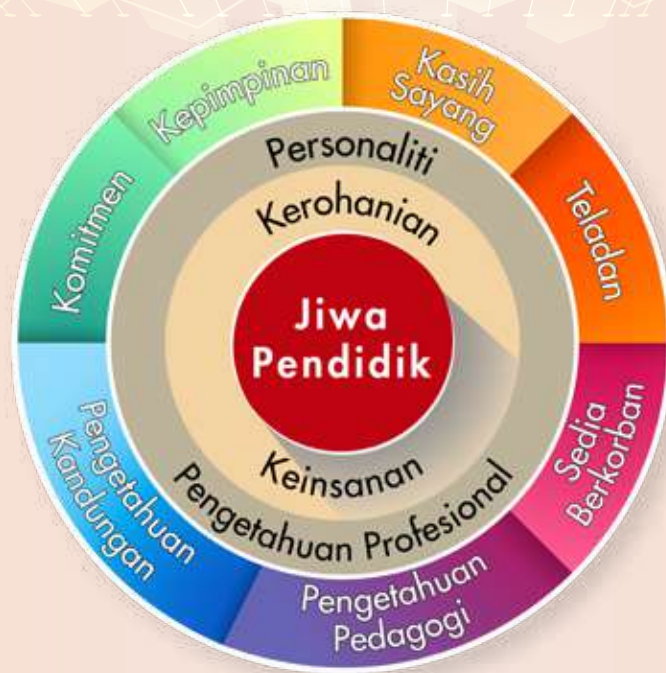 Kepimpinan
Kasih
Sayang
Komitmen
Personaliti
Kerohanian
Teladan
Jiwa
Pendidik
Keinsanan
Pengetahuan Profesional
Pengetahuan
Kandungan
Sedia
Berkorban
Pengetahuan
Pedagogi